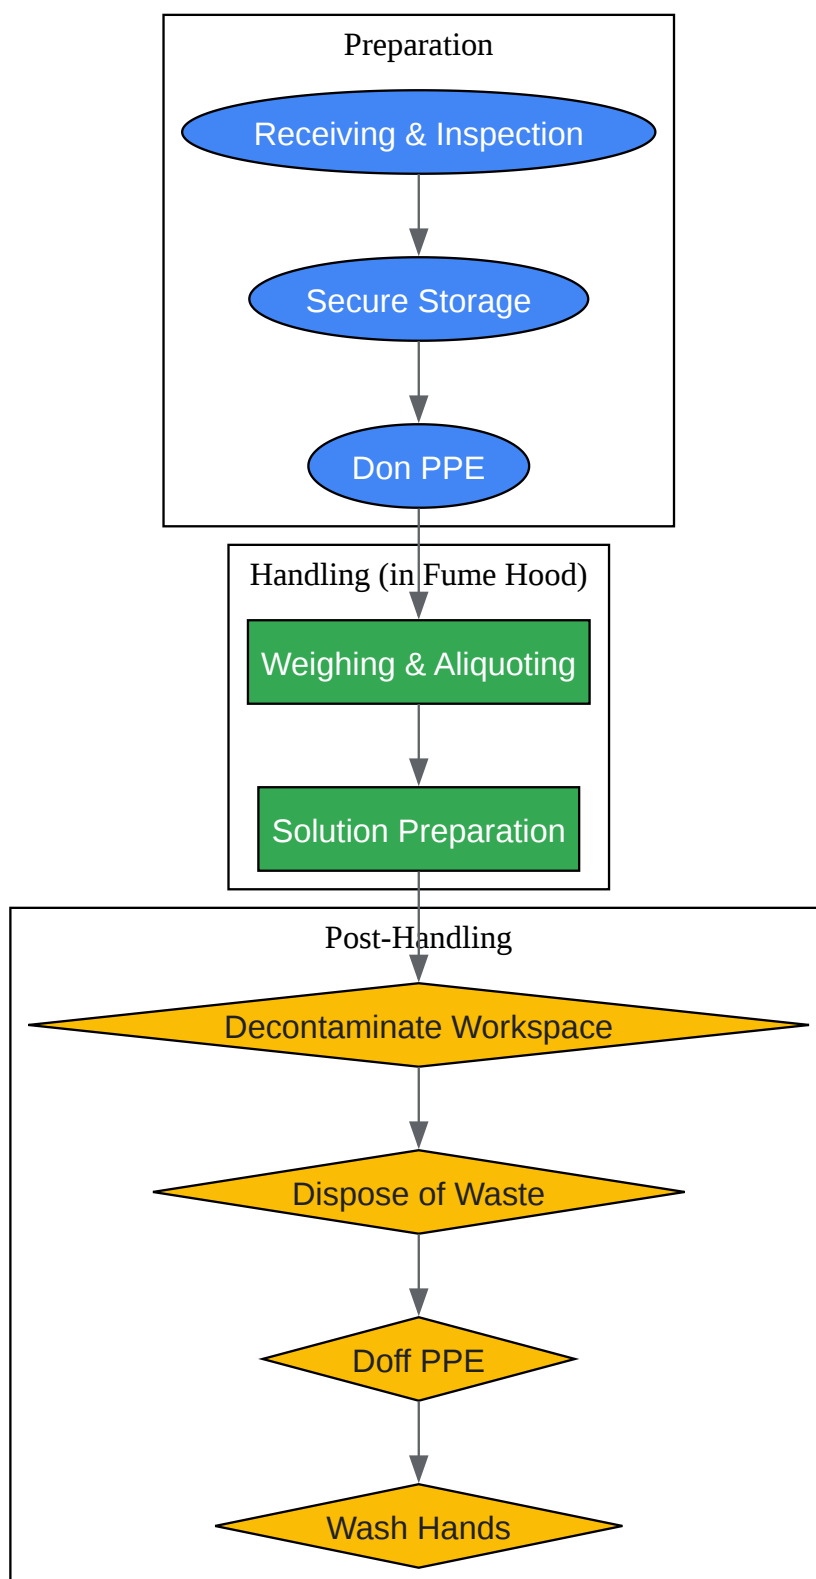 Preparation
Receiving & Inspection
Secure Storage
Don PPE
Handling (in Fume Hood)
Weighing & Aliquoting
Solution Preparation
Post-Handling
Decontaminate Workspace
Dispose of Waste
Doff PPE
Wash Hands